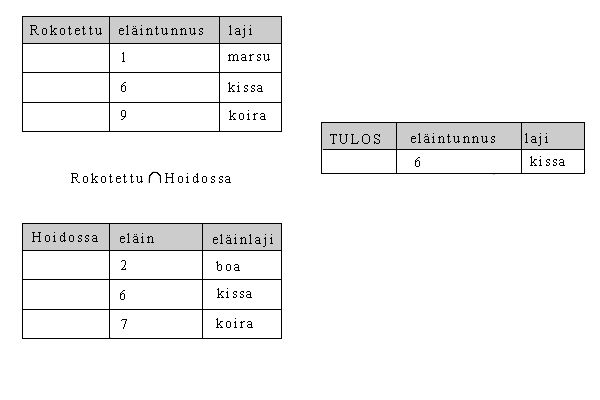 Rokotettu eläintunnus laji
1 marsu
6 kissa
9 koira
Rokotettu ∩ Hoidossa
Hoidossa eläin eläinlaji
2 boa
6 kissa
7 koira
TULOS eläintunnus laji
6 kissa